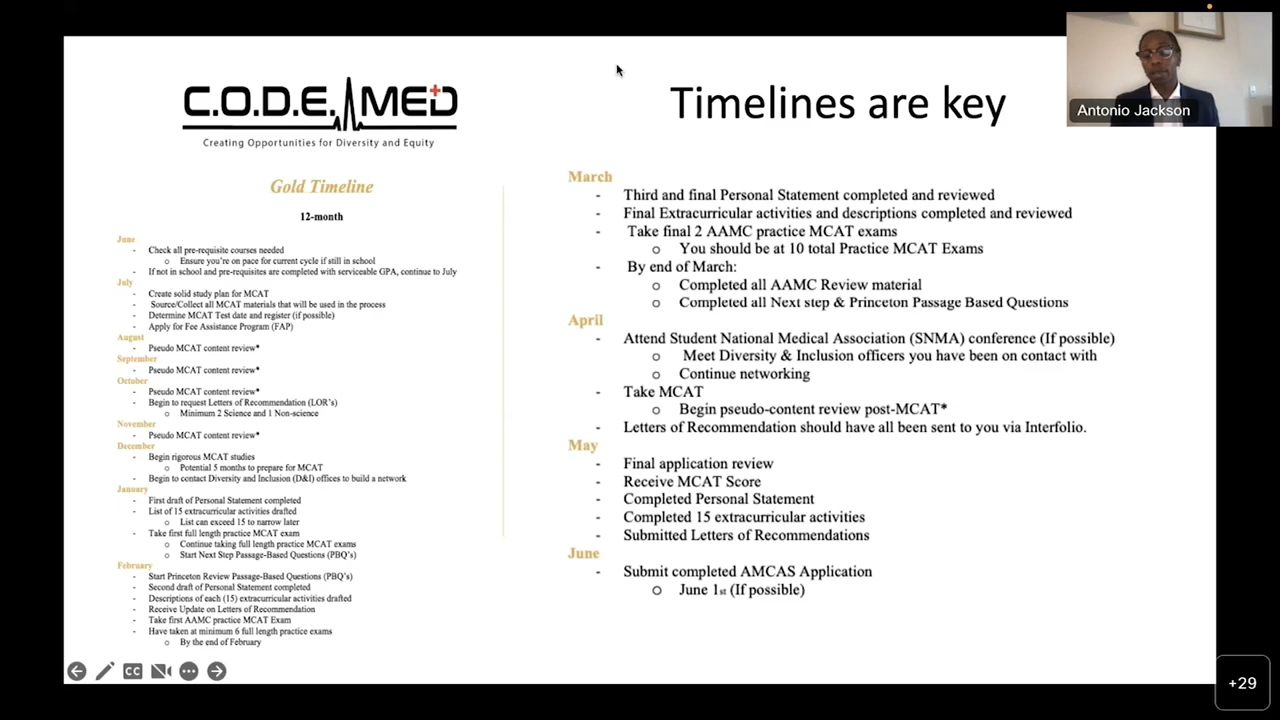 C.O.D.E. MED
Creating Opportunities for Diversity and Equity
Timelines are key
Antonio Jackson
Gold Timeline
12-month
June
- Check all pre-requisite courses needed
o Ensure you're on pace for current cycle if still in school
- If not in school and pre-requisites are completed with serviceable GPA, continue to July
July
- Create solid study plan for MCAT
- Source/Collect all MCAT materials that will be used in the process
- Determine MCAT Test date and register (if possible)
- Apply for Fee Assistance Program (FAP)
August
- Pseudo MCAT content review*
September
- Pseudo MCAT content review*
October
- Pseudo MCAT content review*
- Begin to request Letters of Recommendation (LOR's)
o Minimum 2 Science and 1 Non-science
November
- Pseudo MCAT content review*
December
- Begin rigorous MCAT studies
o Potential 5 months to prepare for MCAT
- Begin to contact Diversity and Inclusion (D&I) offices to build a network
January
- First draft of Personal Statement completed
- List of 15 extracurricular activities drafted
o List can exceed 15 to narrow later
- Take first full length practice MCAT exam
o Continue taking full length practice MCAT exams
o Start Next Step Passage-Based Questions (PBQ's)
February
- Start Princeton Review Passage-Based Questions (PBQ's)
- Second draft of Personal Statement completed
- Descriptions of each (15) extracurricular activities drafted
- Receive Update on Letters of Recommendation
- Take first AAMC practice MCAT Exam
- Have taken at minimum 6 full length practice exams
o By the end of February
March
- Third and final Personal Statement completed and reviewed
- Final Extracurricular activities and descriptions completed and reviewed
- Take final 2 AAMC practice MCAT exams
o You should be at 10 total Practice MCAT Exams
- By end of March:
o Completed all AAMC Review material
o Completed all Next step & Princeton Passage Based Questions
April
- Attend Student National Medical Association (SNMA) conference (If possible)
o Meet Diversity & Inclusion officers you have been on contact with
o Continue networking
- Take MCAT
o Begin pseudo-content review post-MCAT*
- Letters of Recommendation should have all been sent to you via Interfolio.
May
- Final application review
- Receive MCAT Score
- Completed Personal Statement
- Completed 15 extracurricular activities
- Submitted Letters of Recommendations
June
- Submit completed AMCAS Application
o June 1st (If possible)
CC
+29